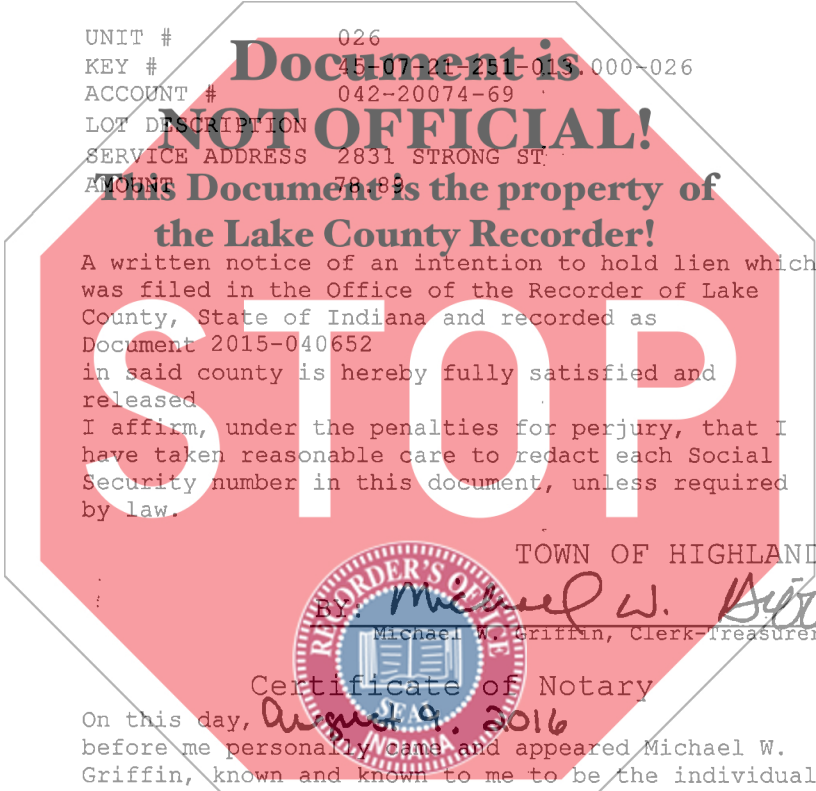 UNIT # 026
Document is
KEY # 45-07-21-251-013.000-026
ACCOUNT # 042-20074-69
NOT OFFICIAL!
LOT DESCRIPTION
SERVICE ADDRESS 2831 STRONG ST
AMOUNT 78.89
This Document is the property of
the Lake County Recorder!
A written notice of an intention to hold lien which
was filed in the Office of the Recorder of Lake
County, State of Indiana and recorded as
Document 2015-040652
in said county is hereby fully satisfied and
released
STOP
I affirm, under the penalties for perjury, that I
have taken reasonable care to redact each Social
Security number in this document, unless required
by law.
TOWN OF HIGHLAND
BY: Michael W. Griffin
Michael W. Griffin, Clerk-Treasurer
RECORDER'S OFFICE
SEAL
INDIANA
Certificate of Notary
On this day, August 9. 2016
before me personally came and appeared Michael W.
Griffin, known and known to me to be the individual